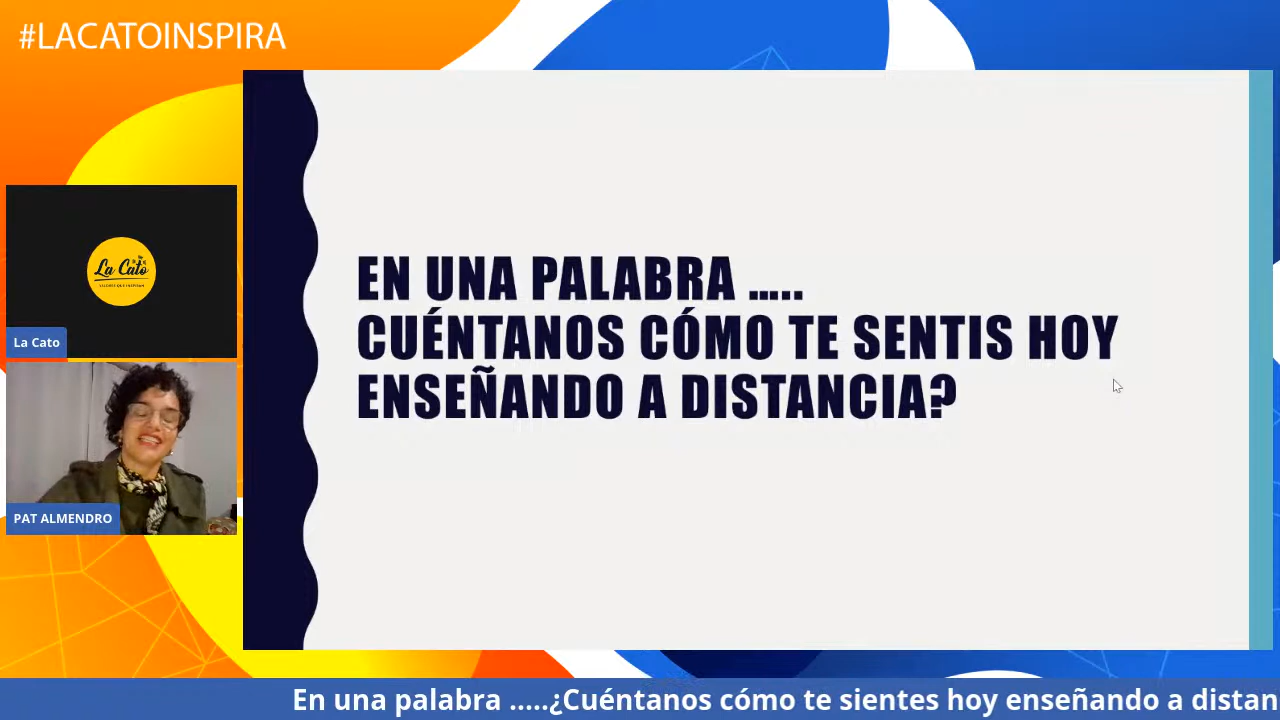 #LACATOINSPIRA
EN UNA PALABRA .....
CUÉNTANOS CÓMO TE SENTIS HOY
ENSEÑANDO A DISTANCIA?
La Cato
La Cato
PAT ALMENDRO
En una palabra .....¿Cuéntanos cómo te sientes hoy enseñando a distan